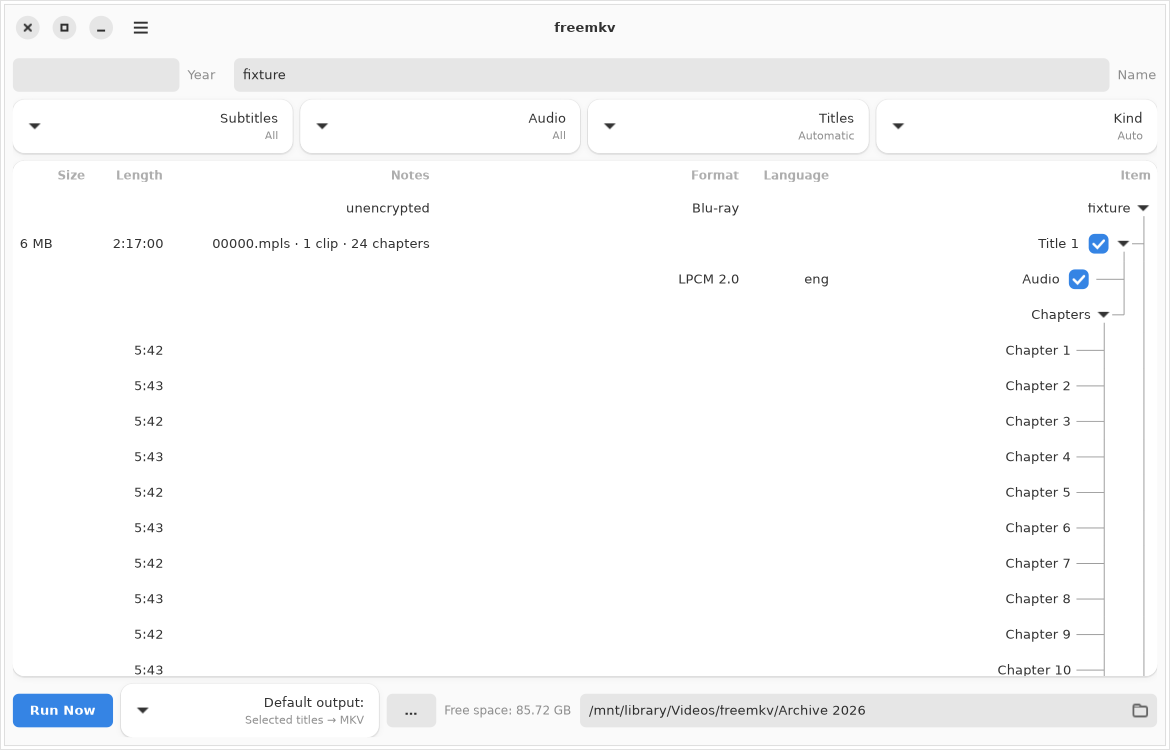 freemkv
Year fixture Name
Subtitles Audio Titles Kind
All All Automatic Auto
Size Length Notes Format Language Item
unencrypted Blu-ray fixture
6 MB 2:17:00 00000.mpls · 1 clip · 24 chapters Title 1
LPCM 2.0 eng Audio
Chapters
5:42 Chapter 1
5:43 Chapter 2
5:42 Chapter 3
5:43 Chapter 4
5:42 Chapter 5
5:43 Chapter 6
5:42 Chapter 7
5:43 Chapter 8
5:42 Chapter 9
5:43 Chapter 10
Run Now Default output: ... Free space: 85.72 GB /mnt/library/Videos/freemkv/Archive 2026
Selected titles → MKV